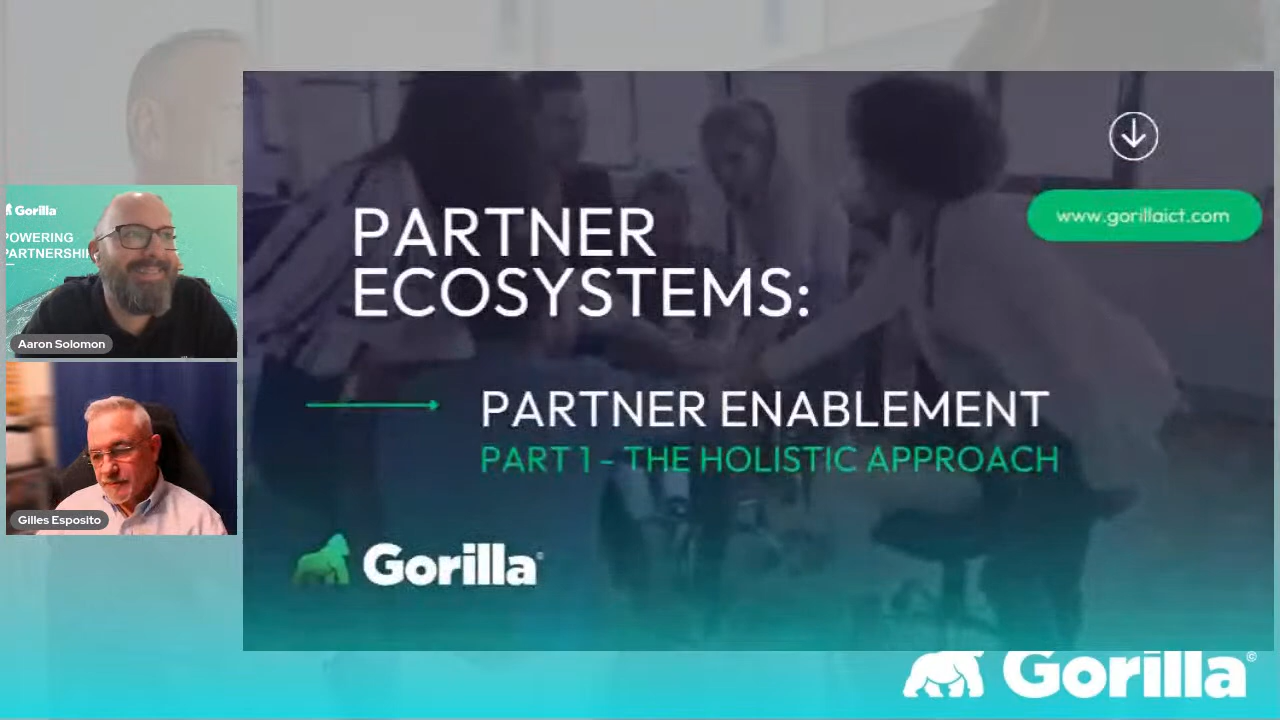 Gorilla
POWERING
PARTNERSHI
Aaron Solomon
Gilles Esposito
www.gorillaict.com
PARTNER
ECOSYSTEMS:
PARTNER ENABLEMENT
PART 1 - THE HOLISTIC APPROACH
Gorilla®
Gorilla©